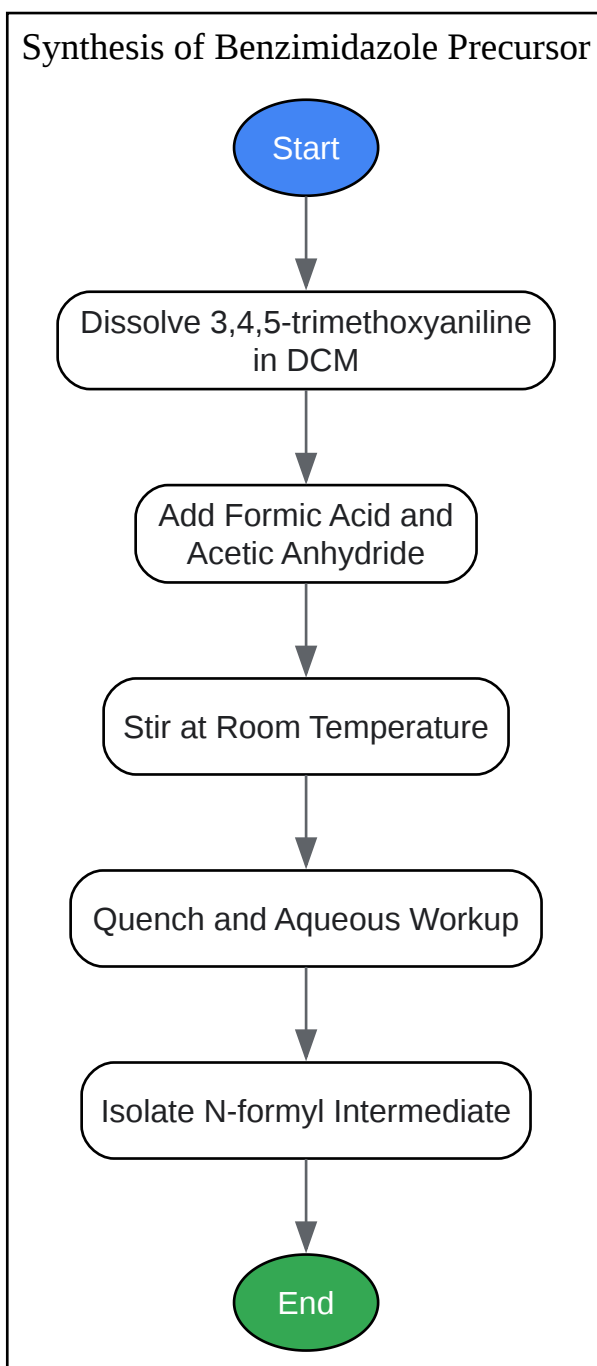 Synthesis of Benzimidazole Precursor
Start
Dissolve 3,4,5-trimethoxyaniline
in DCM
Add Formic Acid and
Acetic Anhydride
Stir at Room Temperature
Quench and Aqueous Workup
Isolate N-formyl Intermediate
End